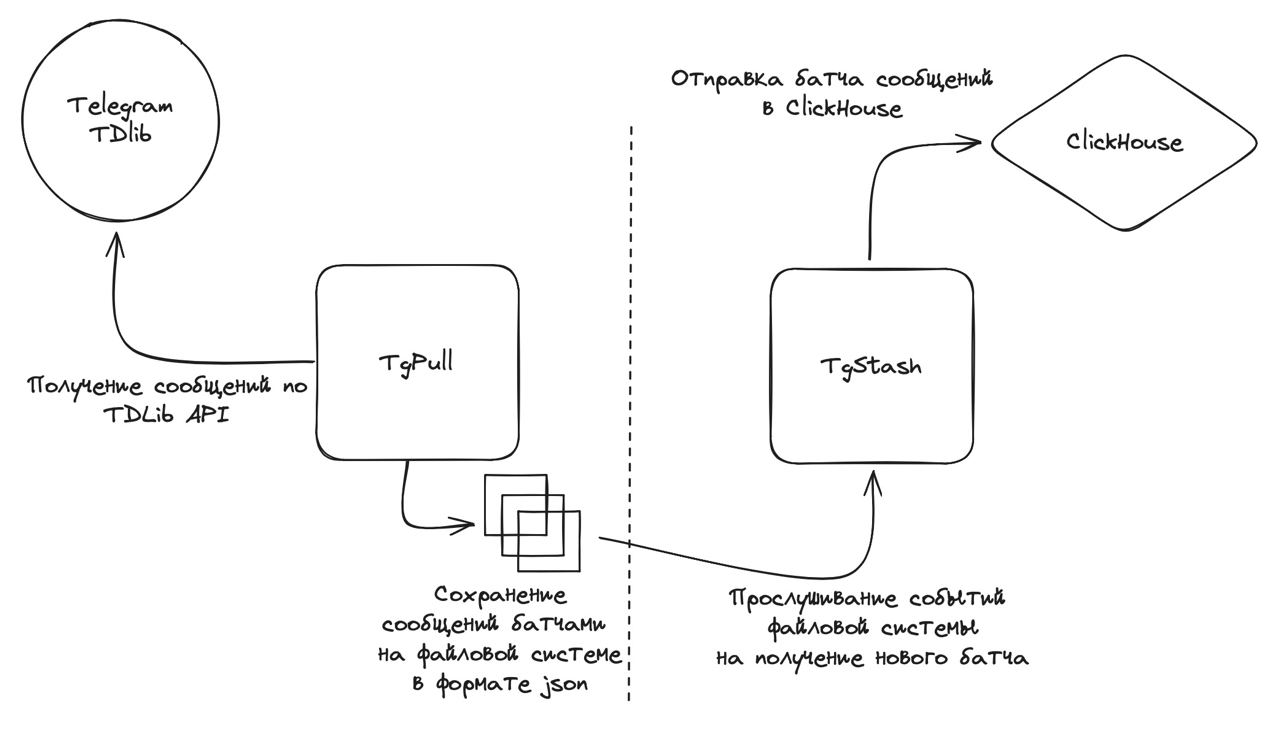 Telegram
TDlib
Получение сообщений по
TDLib API
TgPull
Сохранение
сообщений батчами
на файловой системе
в формате json
Прослушивание событий
файловой системы
на получение нового батча
TgStash
Отправка батча сообщений
в ClickHouse
ClickHouse